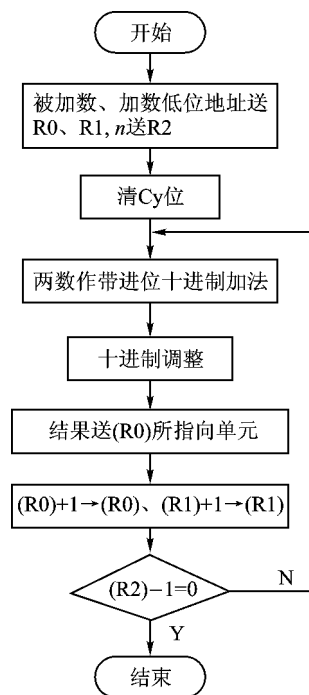 开始
被加数、加数低位地址送
R0、R1, n送R2
清Cy位
两数作带进位十进制加法
十进制调整
结果送(R0)所指向单元
(R0)+1→(R0)、(R1)+1→(R1)
(R2)−1=0
N
Y
结束